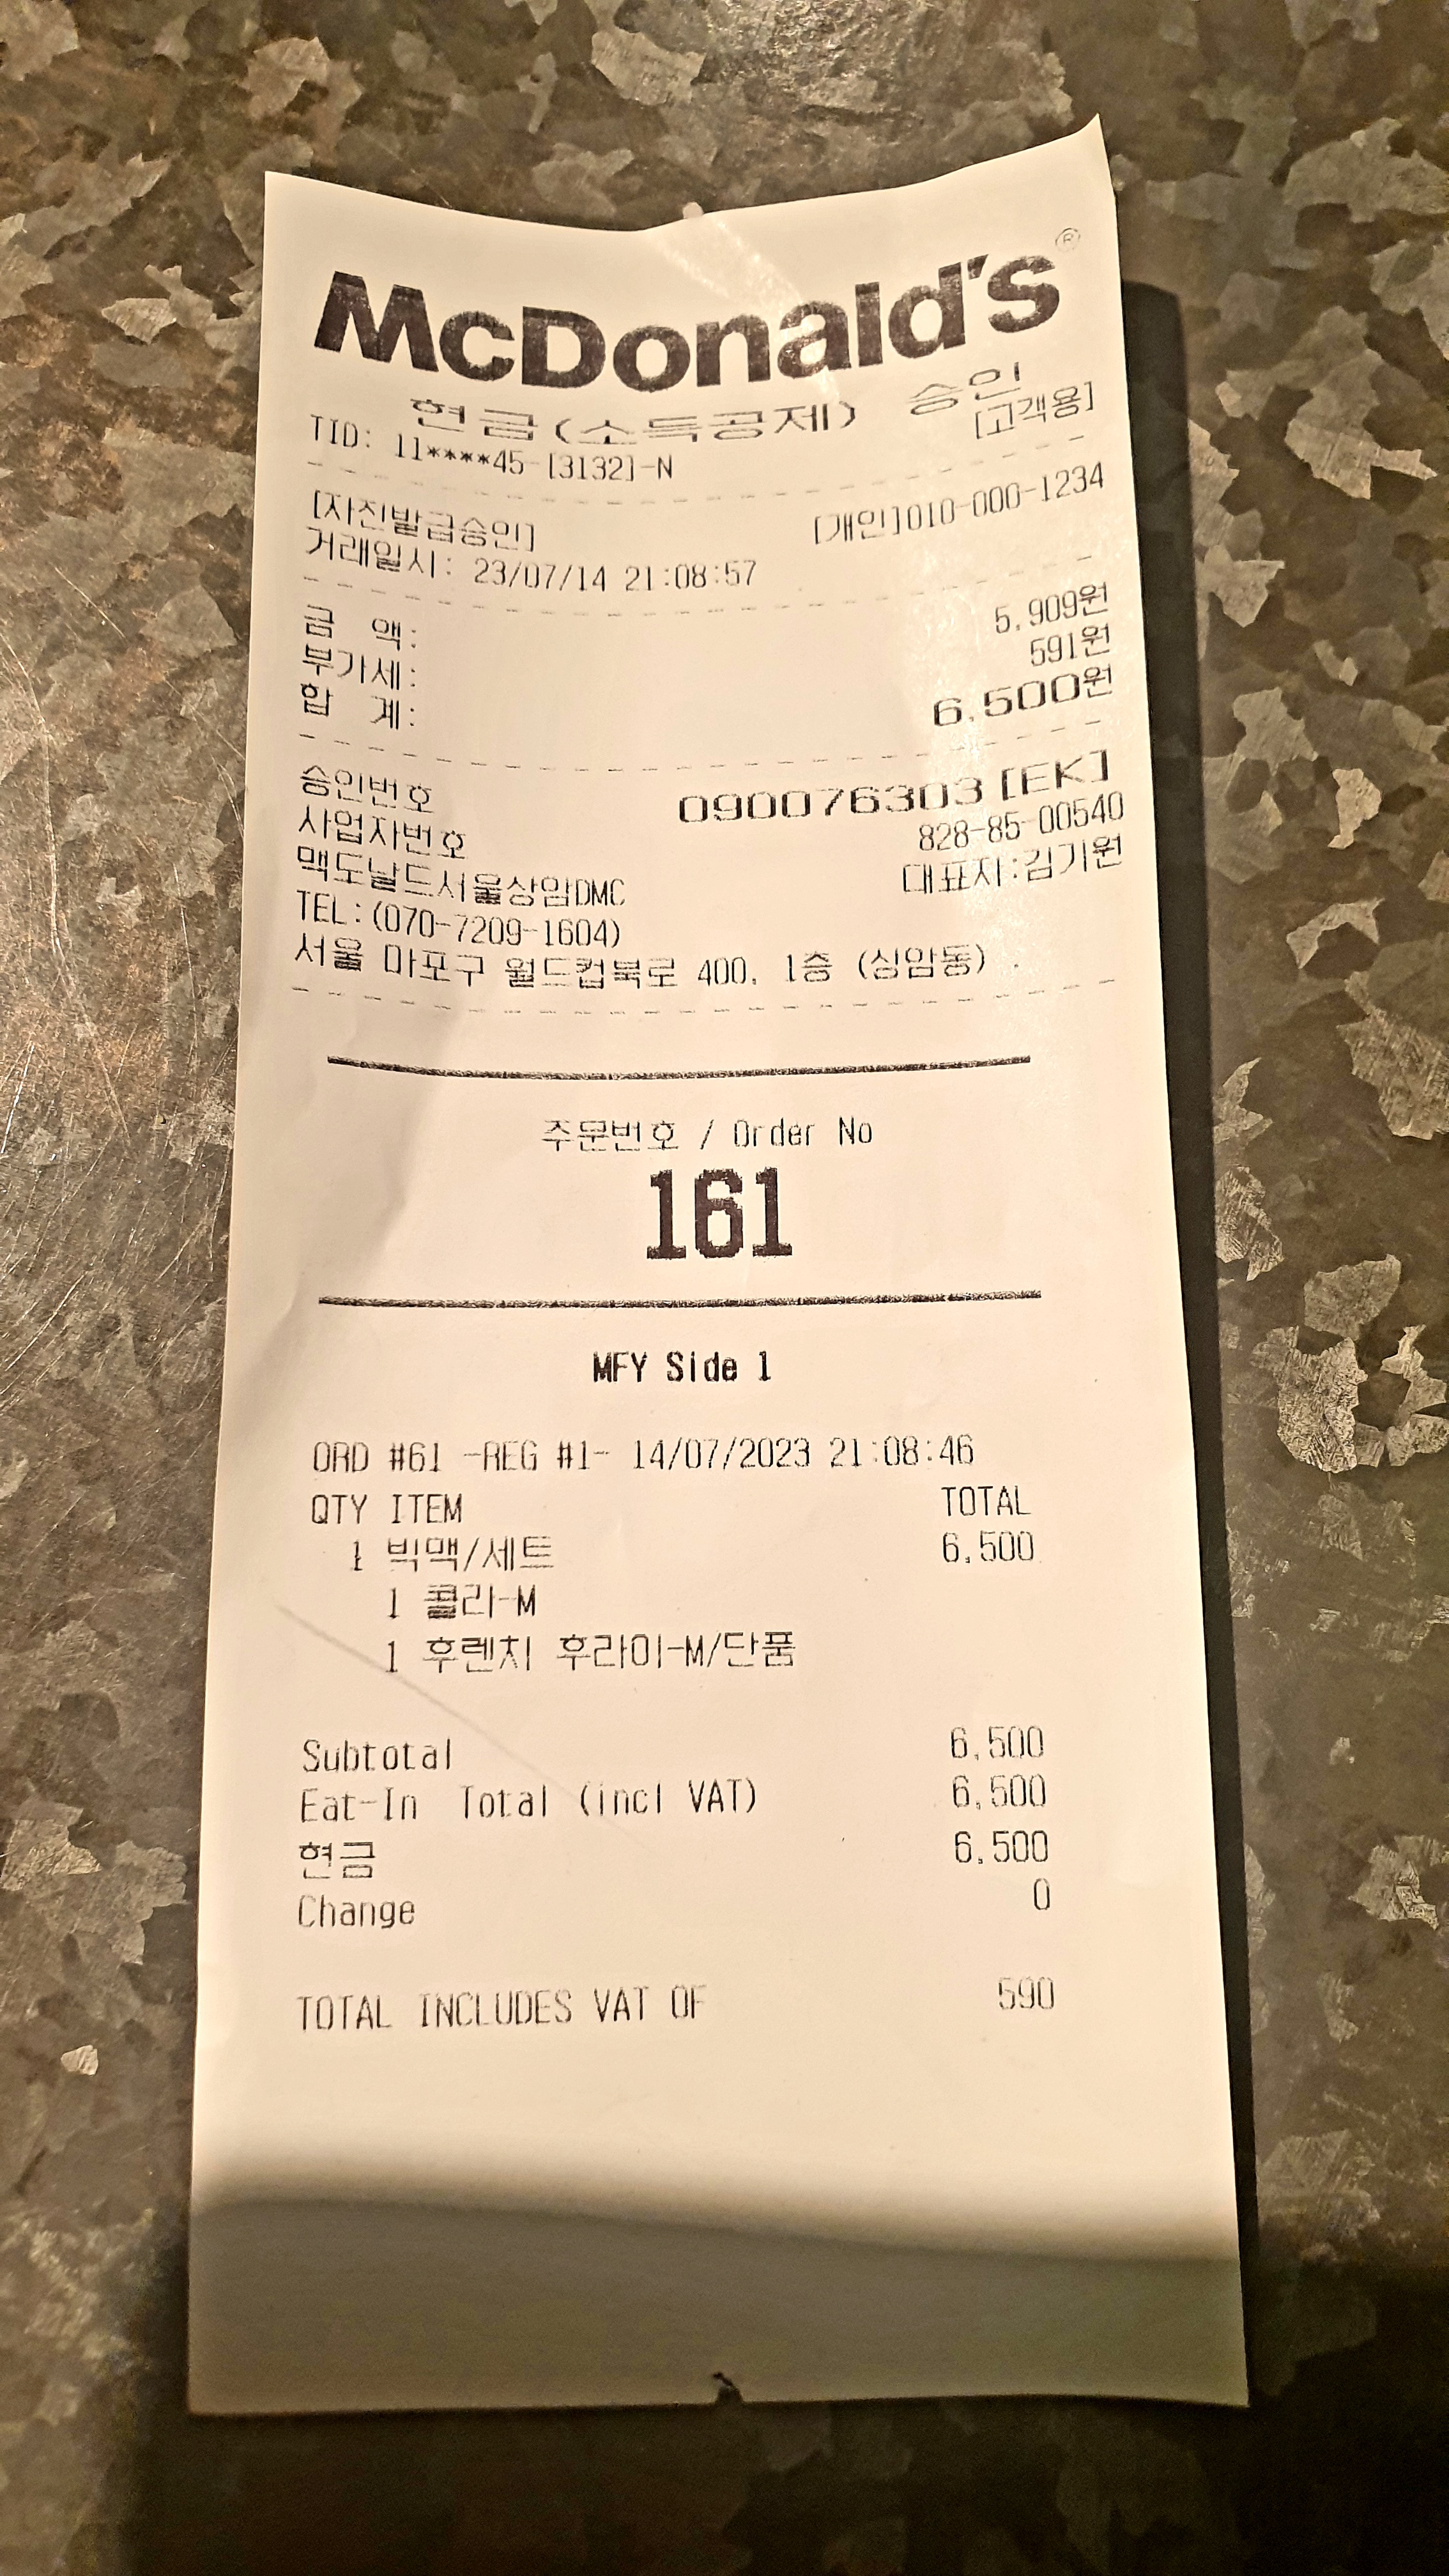 McDonald's®
현금(소득공제) 승인
[고객용]
TID: 11****45-[3132]-N
[자진발급승인] [개인]010-000-1234
거래일시: 23/07/14 21:08:57
금 액: 5,909원
부가세: 591원
합 계: 6,500원
승인번호 090076303[EK]
사업자번호 828-85-00540
맥도날드서울상암DMC 대표자:김기원
TEL:(070-7209-1604)
서울 마포구 월드컵북로 400, 1층 (상암동)
주문번호 / Order No
161
MFY Side 1
ORD #61 -REG #1- 14/07/2023 21:08:46
QTY ITEM TOTAL
1 빅맥/세트 6,500
1 콜라-M
1 후렌치 후라이-M/단품
Subtotal 6,500
Eat-In Total (incl VAT) 6,500
현금 6,500
Change 0
TOTAL INCLUDES VAT OF 590